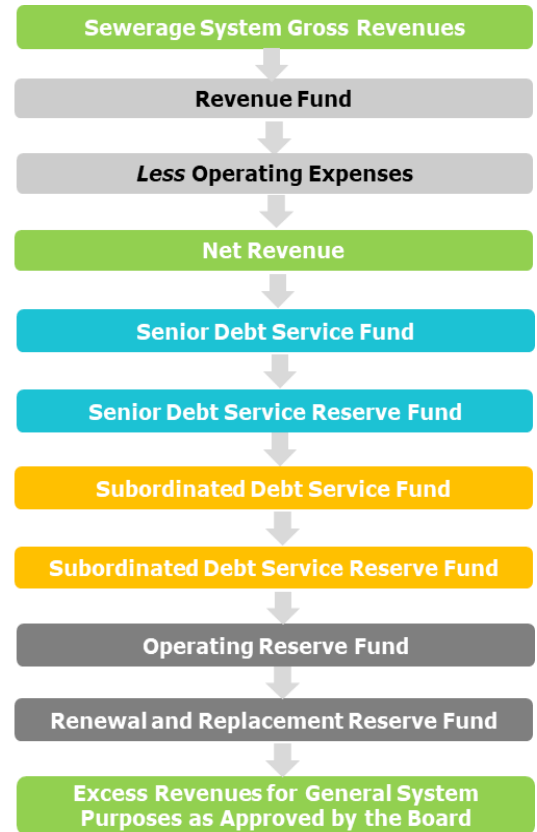 Sewerage System Gross Revenues
Revenue Fund
Less Operating Expenses
Net Revenue
Senior Debt Service Fund
Senior Debt Service Reserve Fund
Subordinated Debt Service Fund
Subordinated Debt Service Reserve Fund
Operating Reserve Fund
Renewal and Replacement Reserve Fund
Excess Revenues for General System
Purposes as Approved by the Board